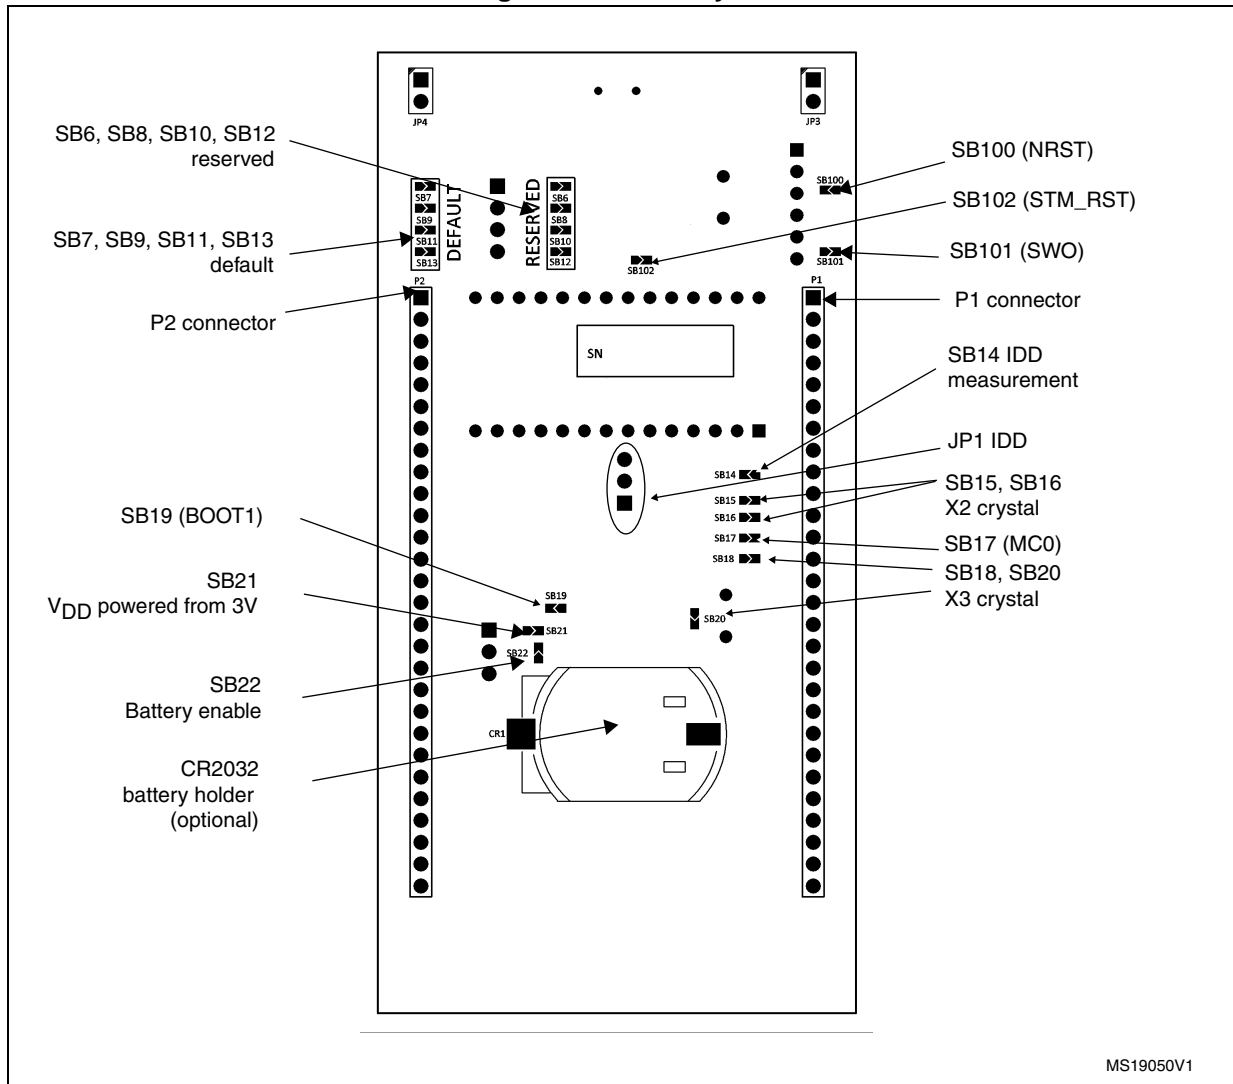 JP4
JP3
SB6, SB8, SB10, SB12
reserved
SB7, SB9, SB11, SB13
default
P2 connector
SB7
SB9
SB11
SB13
DEFAULT
RESERVED
SB6
SB8
SB10
SB12
SB102
SB100
SB101
P2
P1
SB100 (NRST)
SB102 (STM_RST)
SB101 (SWO)
P1 connector
SN
SB14 IDD
measurement
JP1 IDD
SB15, SB16
X2 crystal
SB17 (MC0)
SB18, SB20
X3 crystal
SB14
SB15
SB16
SB17
SB18
SB19
SB21
SB22
SB20
SB19 (BOOT1)
SB21
VDD powered from 3V
SB22
Battery enable
CR2032
battery holder
(optional)
CR1
MS19050V1